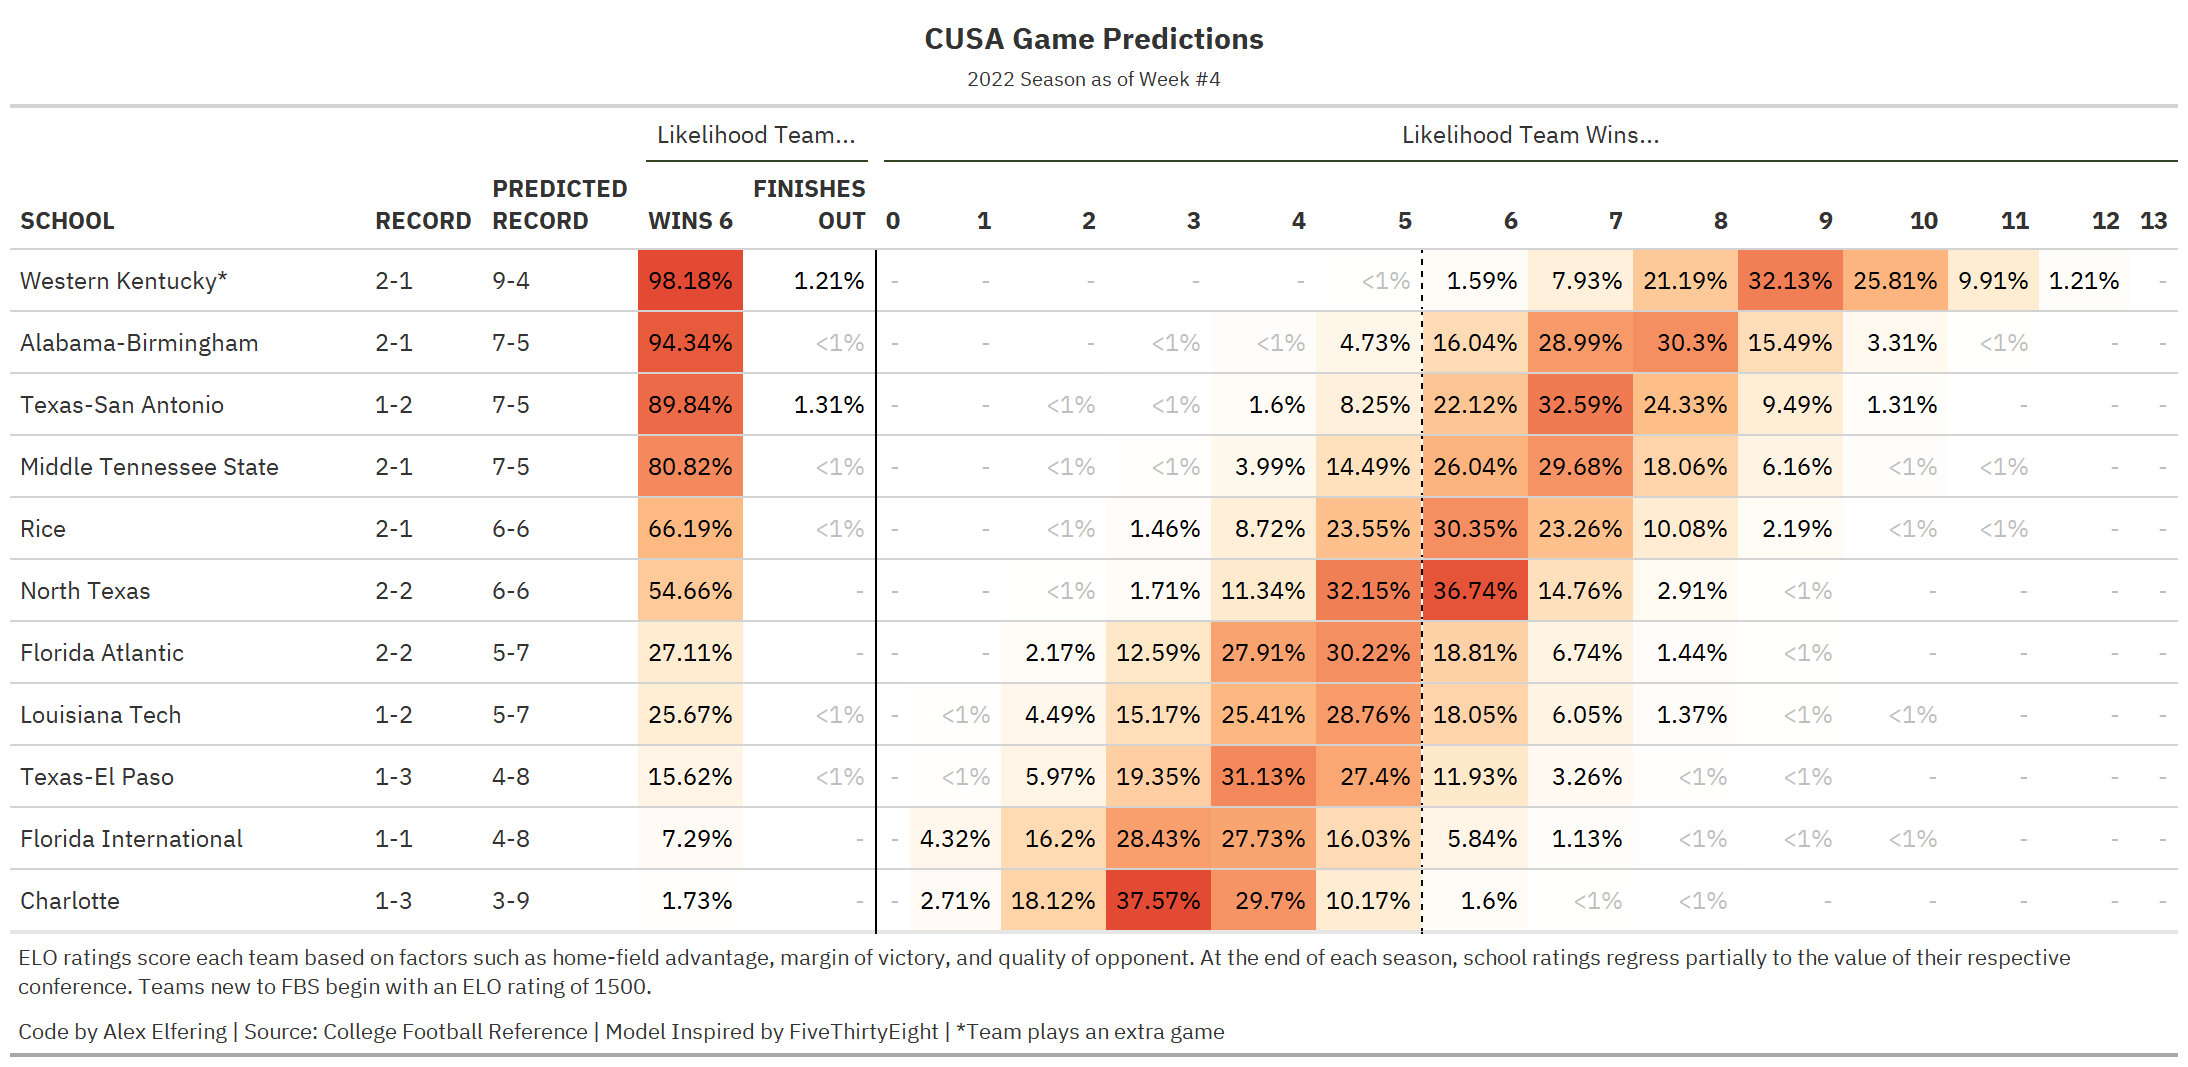 CUSA Game Predictions
2022 Season as of Week #4
Likelihood Team... Likelihood Team Wins...
SCHOOL RECORD PREDICTED RECORD WINS 6 FINISHES OUT 0 1 2 3 4 5 6 7 8 9 10 11 12 13
Western Kentucky* 2-1 9-4 98.18% 1.21% - - - - - <1% 1.59% 7.93% 21.19% 32.13% 25.81% 9.91% 1.21% -
Alabama-Birmingham 2-1 7-5 94.34% <1% - - - <1% <1% 4.73% 16.04% 28.99% 30.3% 15.49% 3.31% <1% - -
Texas-San Antonio 1-2 7-5 89.84% 1.31% - - <1% <1% 1.6% 8.25% 22.12% 32.59% 24.33% 9.49% 1.31% - - -
Middle Tennessee State 2-1 7-5 80.82% <1% - - <1% <1% 3.99% 14.49% 26.04% 29.68% 18.06% 6.16% <1% <1% - -
Rice 2-1 6-6 66.19% <1% - - <1% 1.46% 8.72% 23.55% 30.35% 23.26% 10.08% 2.19% <1% <1% - -
North Texas 2-2 6-6 54.66% - - - <1% 1.71% 11.34% 32.15% 36.74% 14.76% 2.91% <1% - - - -
Florida Atlantic 2-2 5-7 27.11% - - - 2.17% 12.59% 27.91% 30.22% 18.81% 6.74% 1.44% <1% - - - -
Louisiana Tech 1-2 5-7 25.67% <1% - <1% 4.49% 15.17% 25.41% 28.76% 18.05% 6.05% 1.37% <1% <1% - - -
Texas-El Paso 1-3 4-8 15.62% <1% - <1% 5.97% 19.35% 31.13% 27.4% 11.93% 3.26% <1% <1% - - - -
Florida International 1-1 4-8 7.29% - - 4.32% 16.2% 28.43% 27.73% 16.03% 5.84% 1.13% <1% <1% <1% - - -
Charlotte 1-3 3-9 1.73% - - 2.71% 18.12% 37.57% 29.7% 10.17% 1.6% <1% <1% - - - - -
ELO ratings score each team based on factors such as home-field advantage, margin of victory, and quality of opponent. At the end of each season, school ratings regress partially to the value of their respective
conference. Teams new to FBS begin with an ELO rating of 1500.
Code by Alex Elfering | Source: College Football Reference | Model Inspired by FiveThirtyEight | *Team plays an extra game